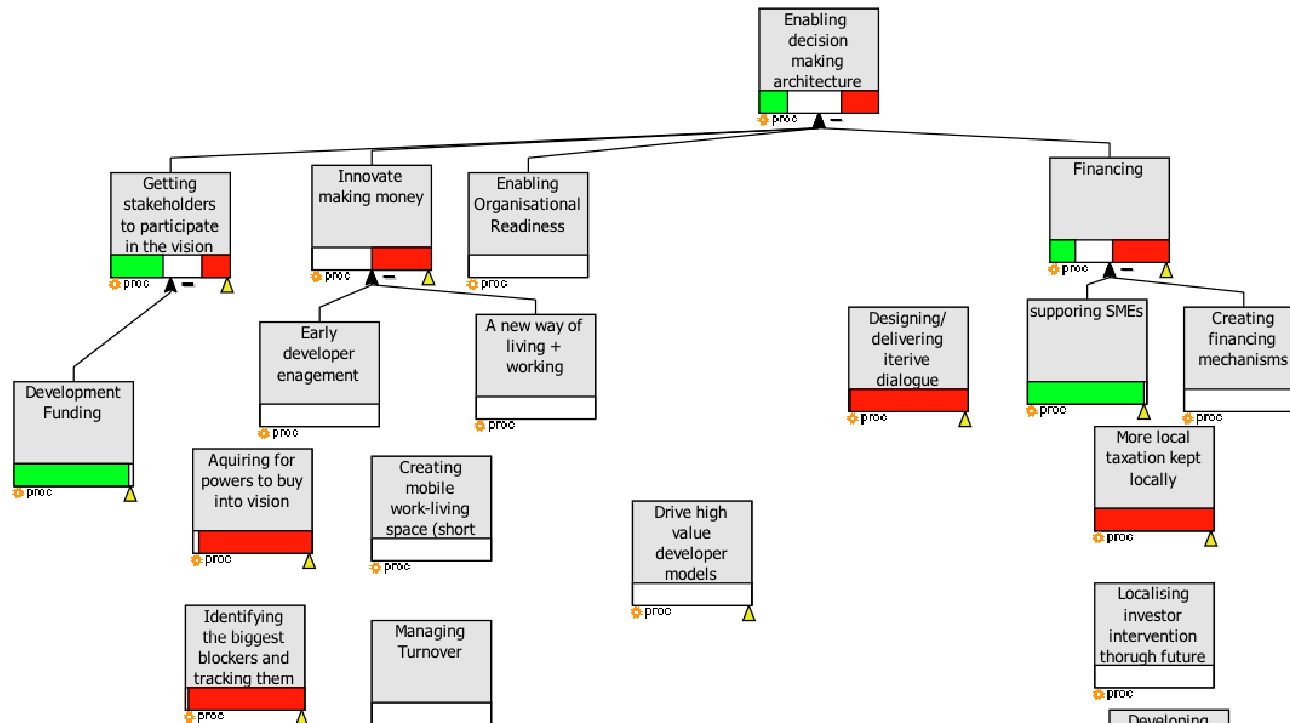 Enabling
decision
making
architecture
proc
Getting
stakeholders
to participate
in the vision
proc
Innovate
making money
proc
Enabling
Organisational
Readiness
proc
Financing
proc
Early
developer
enagement
proc
A new way of
living +
working
proc
Designing/
delivering
iterive
dialogue
proc
supporing SMEs
proc
Creating
financing
mechanisms
proc
Development
Funding
proc
Aquiring for
powers to buy
into vision
proc
Creating
mobile
work-living
space (short
proc
Drive high
value
developer
models
proc
More local
taxation kept
locally
proc
Identifying
the biggest
blockers and
tracking them
proc
Managing
Turnover
Localising
investor
intervention
thorugh future
proc
Developing